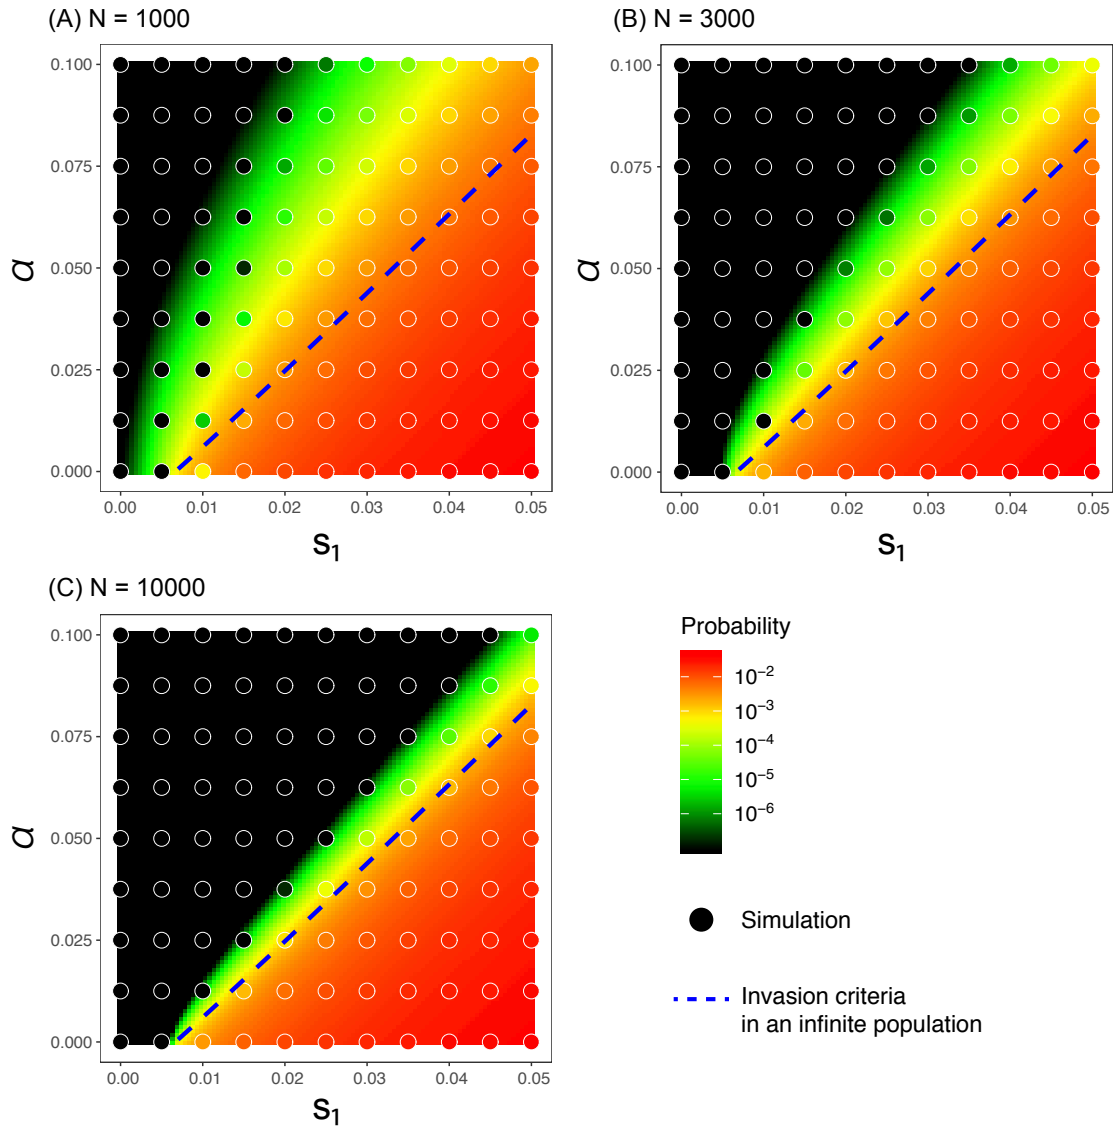 (A) N = 1000
(B) N = 3000
0.100
0.075
0.050
0.025
0.000
α
0.00 0.01 0.02 0.03 0.04 0.05
s1
0.100
0.075
0.050
0.025
0.000
α
0.00 0.01 0.02 0.03 0.04 0.05
s1
(C) N = 10000
0.100
0.075
0.050
0.025
0.000
α
0.00 0.01 0.02 0.03 0.04 0.05
s1
Probability
10−2
10−3
10−4
10−5
10−6
Simulation
Invasion criteria
in an infinite population